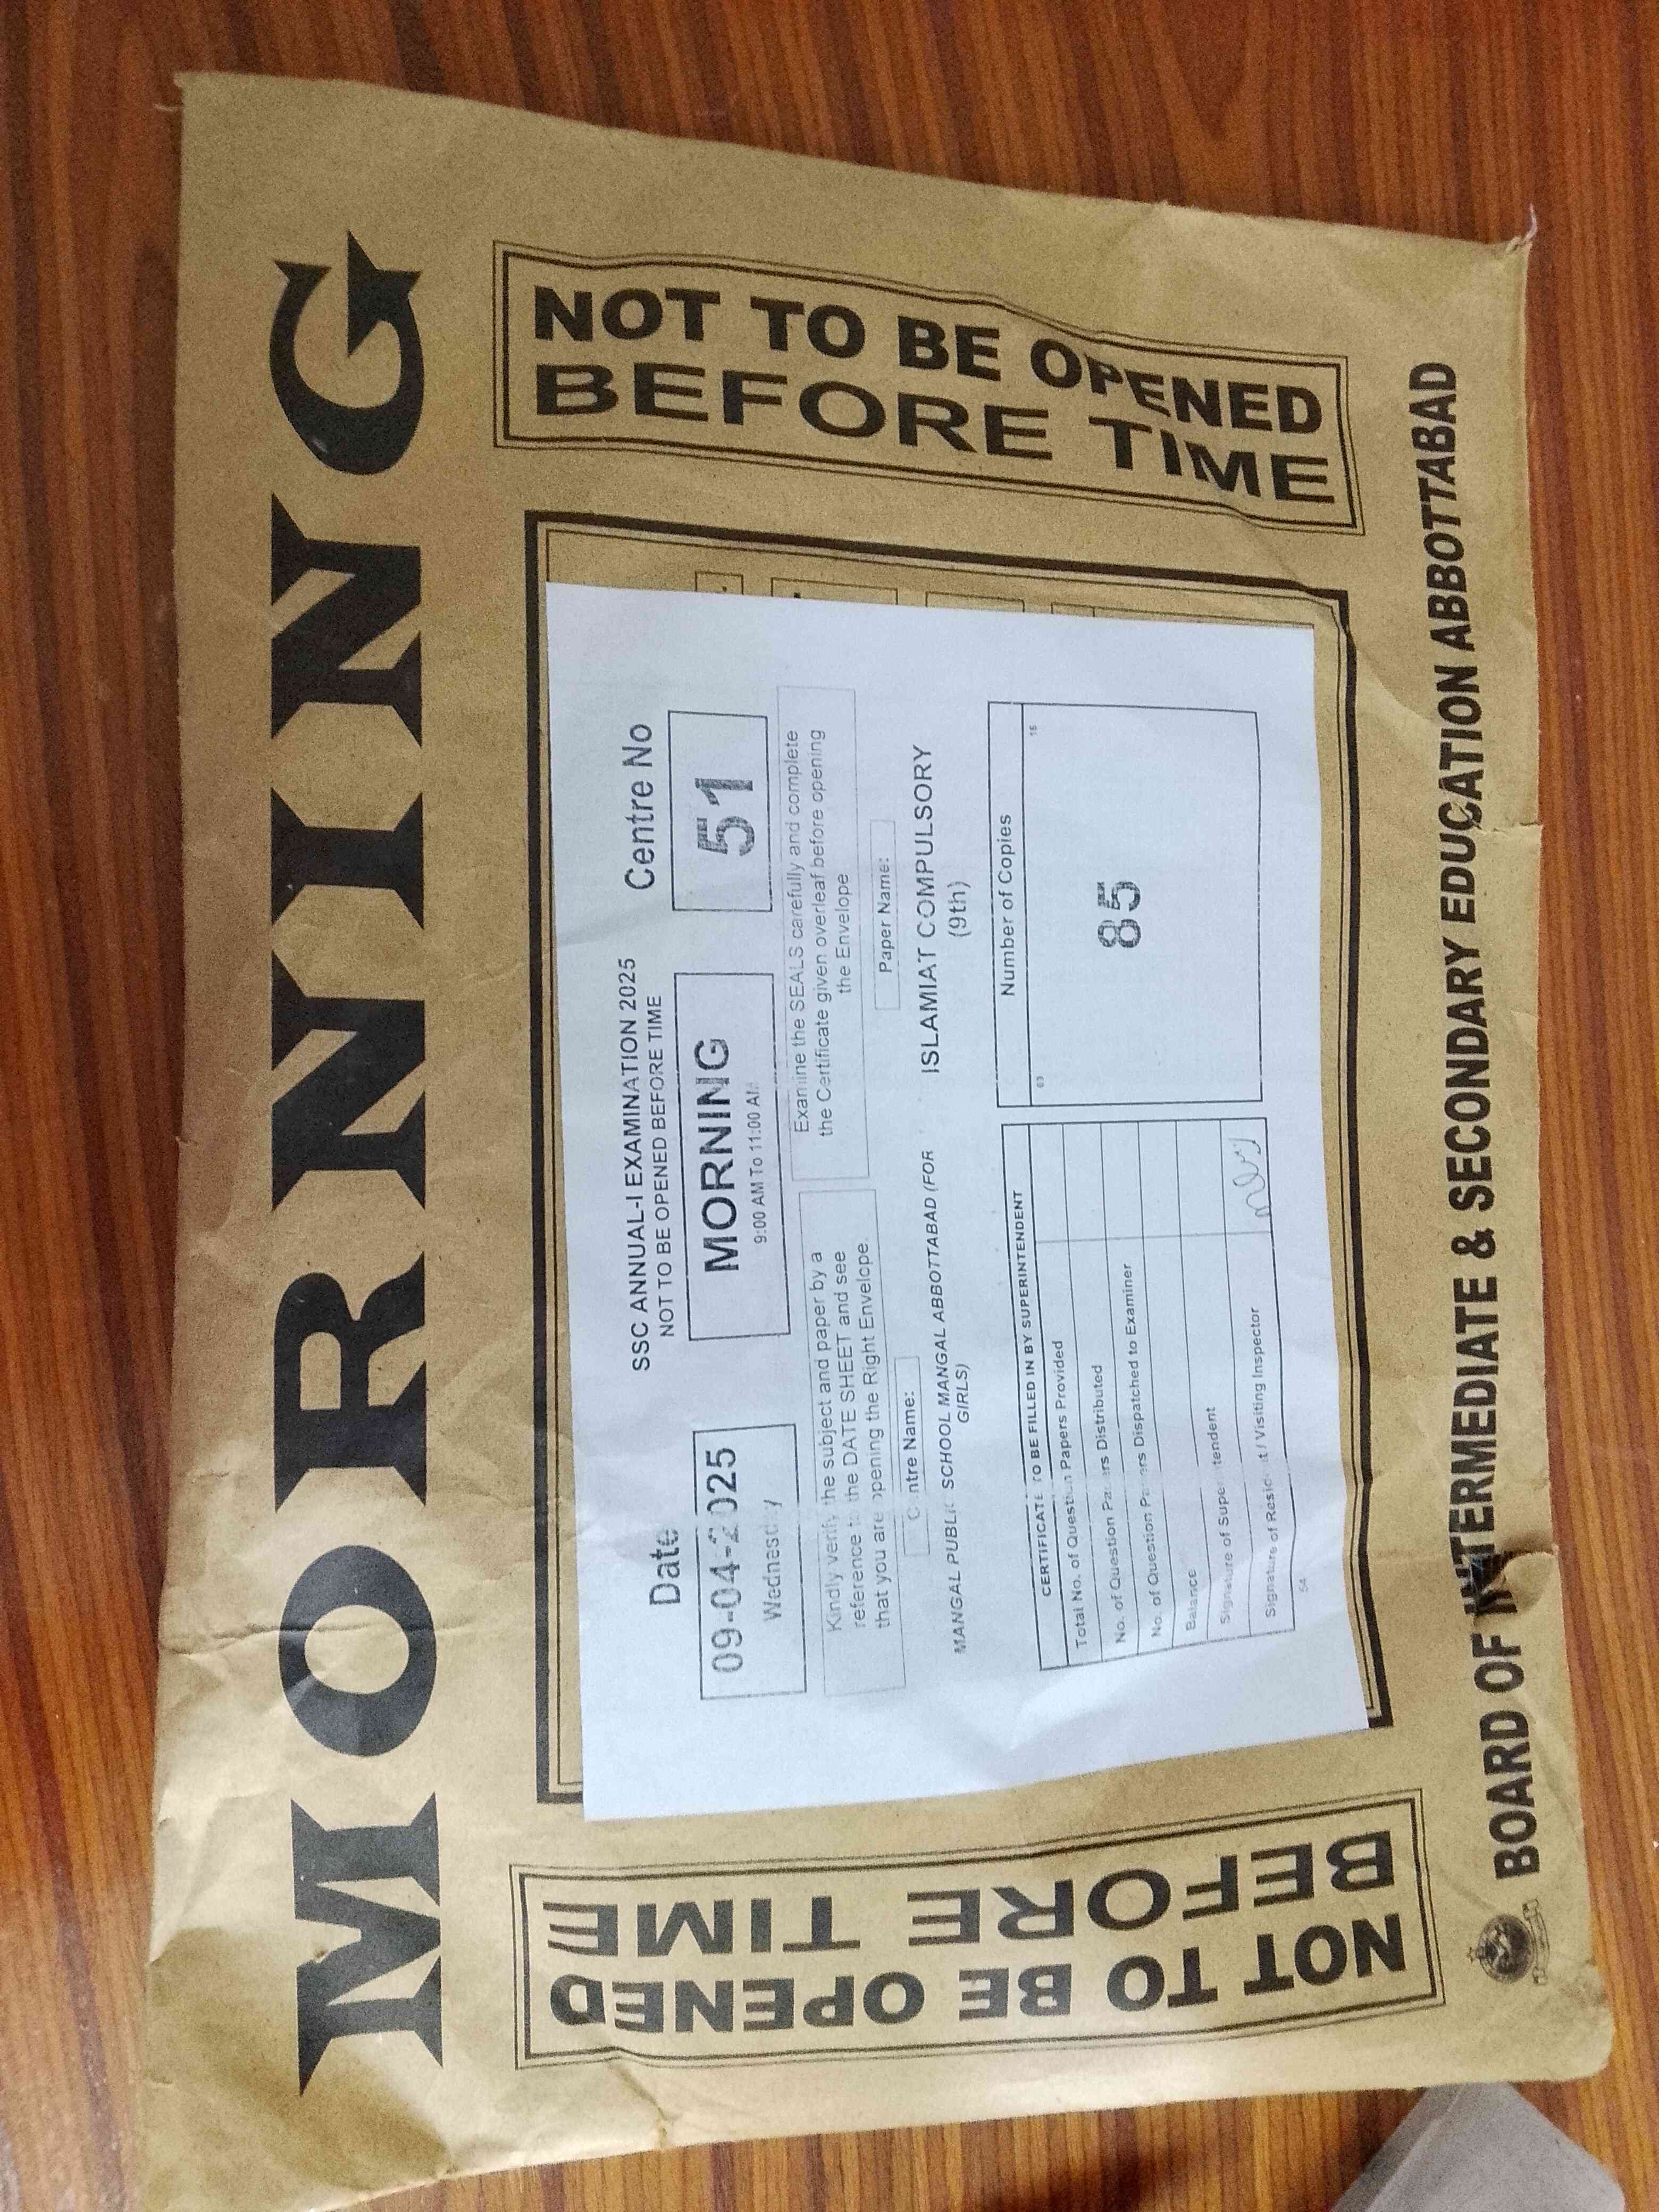 MORNING
NOT TO BE OPENED
BEFORE TIME
SSC ANNUAL-I EXAMINATION 2025
NOT TO BE OPENED BEFORE TIME
Date
09-04-2025
Wednesday
MORNING
9:00 AM To 11:00 AM
Centre No
51
Kindly verify the subject and paper by a
reference to the DATE SHEET and see
that you are opening the Right Envelope.
Examine the SEALS carefully and complete
the Certificate given overleaf before opening
the Envelope
Centre Name:
MANGAL PUBLIC SCHOOL MANGAL ABBOTTABAD (FOR
GIRLS)
Paper Name:
ISLAMIAT COMPULSORY
(9th)
CERTIFICATE TO BE FILLED IN BY SUPERINTENDENT
Total No. of Question Papers Provided
No. of Question Papers Distributed
No. of Question Papers Dispatched to Examiner
Balance
Signature of Superintendent
Signature of Resident / Visiting Inspector
54
Number of Copies
63
16
85
NOT TO BE OPENED
BEFORE TIME
BOARD OF INTERMEDIATE & SECONDARY EDUCATION ABBOTTABAD